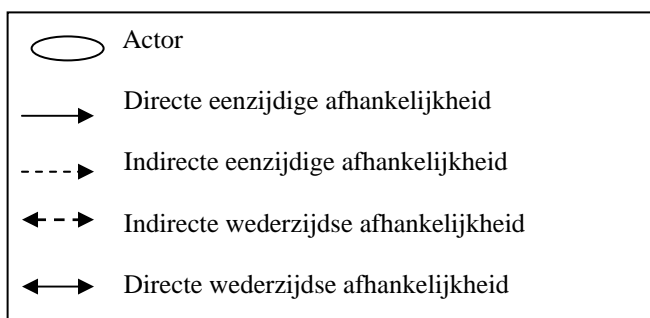 Actor
Directe eenzijdige afhankelijkheid
Indirecte eenzijdige afhankelijkheid
Indirecte wederzijdse afhankelijkheid
Directe wederzijdse afhankelijkheid